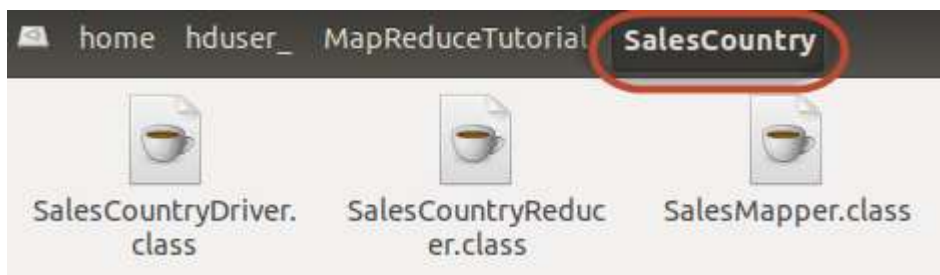 home hduser_ MapReduceTutorial SalesCountry
SalesCountryDriver.
class
SalesCountryReduc
er.class
SalesMapper.class